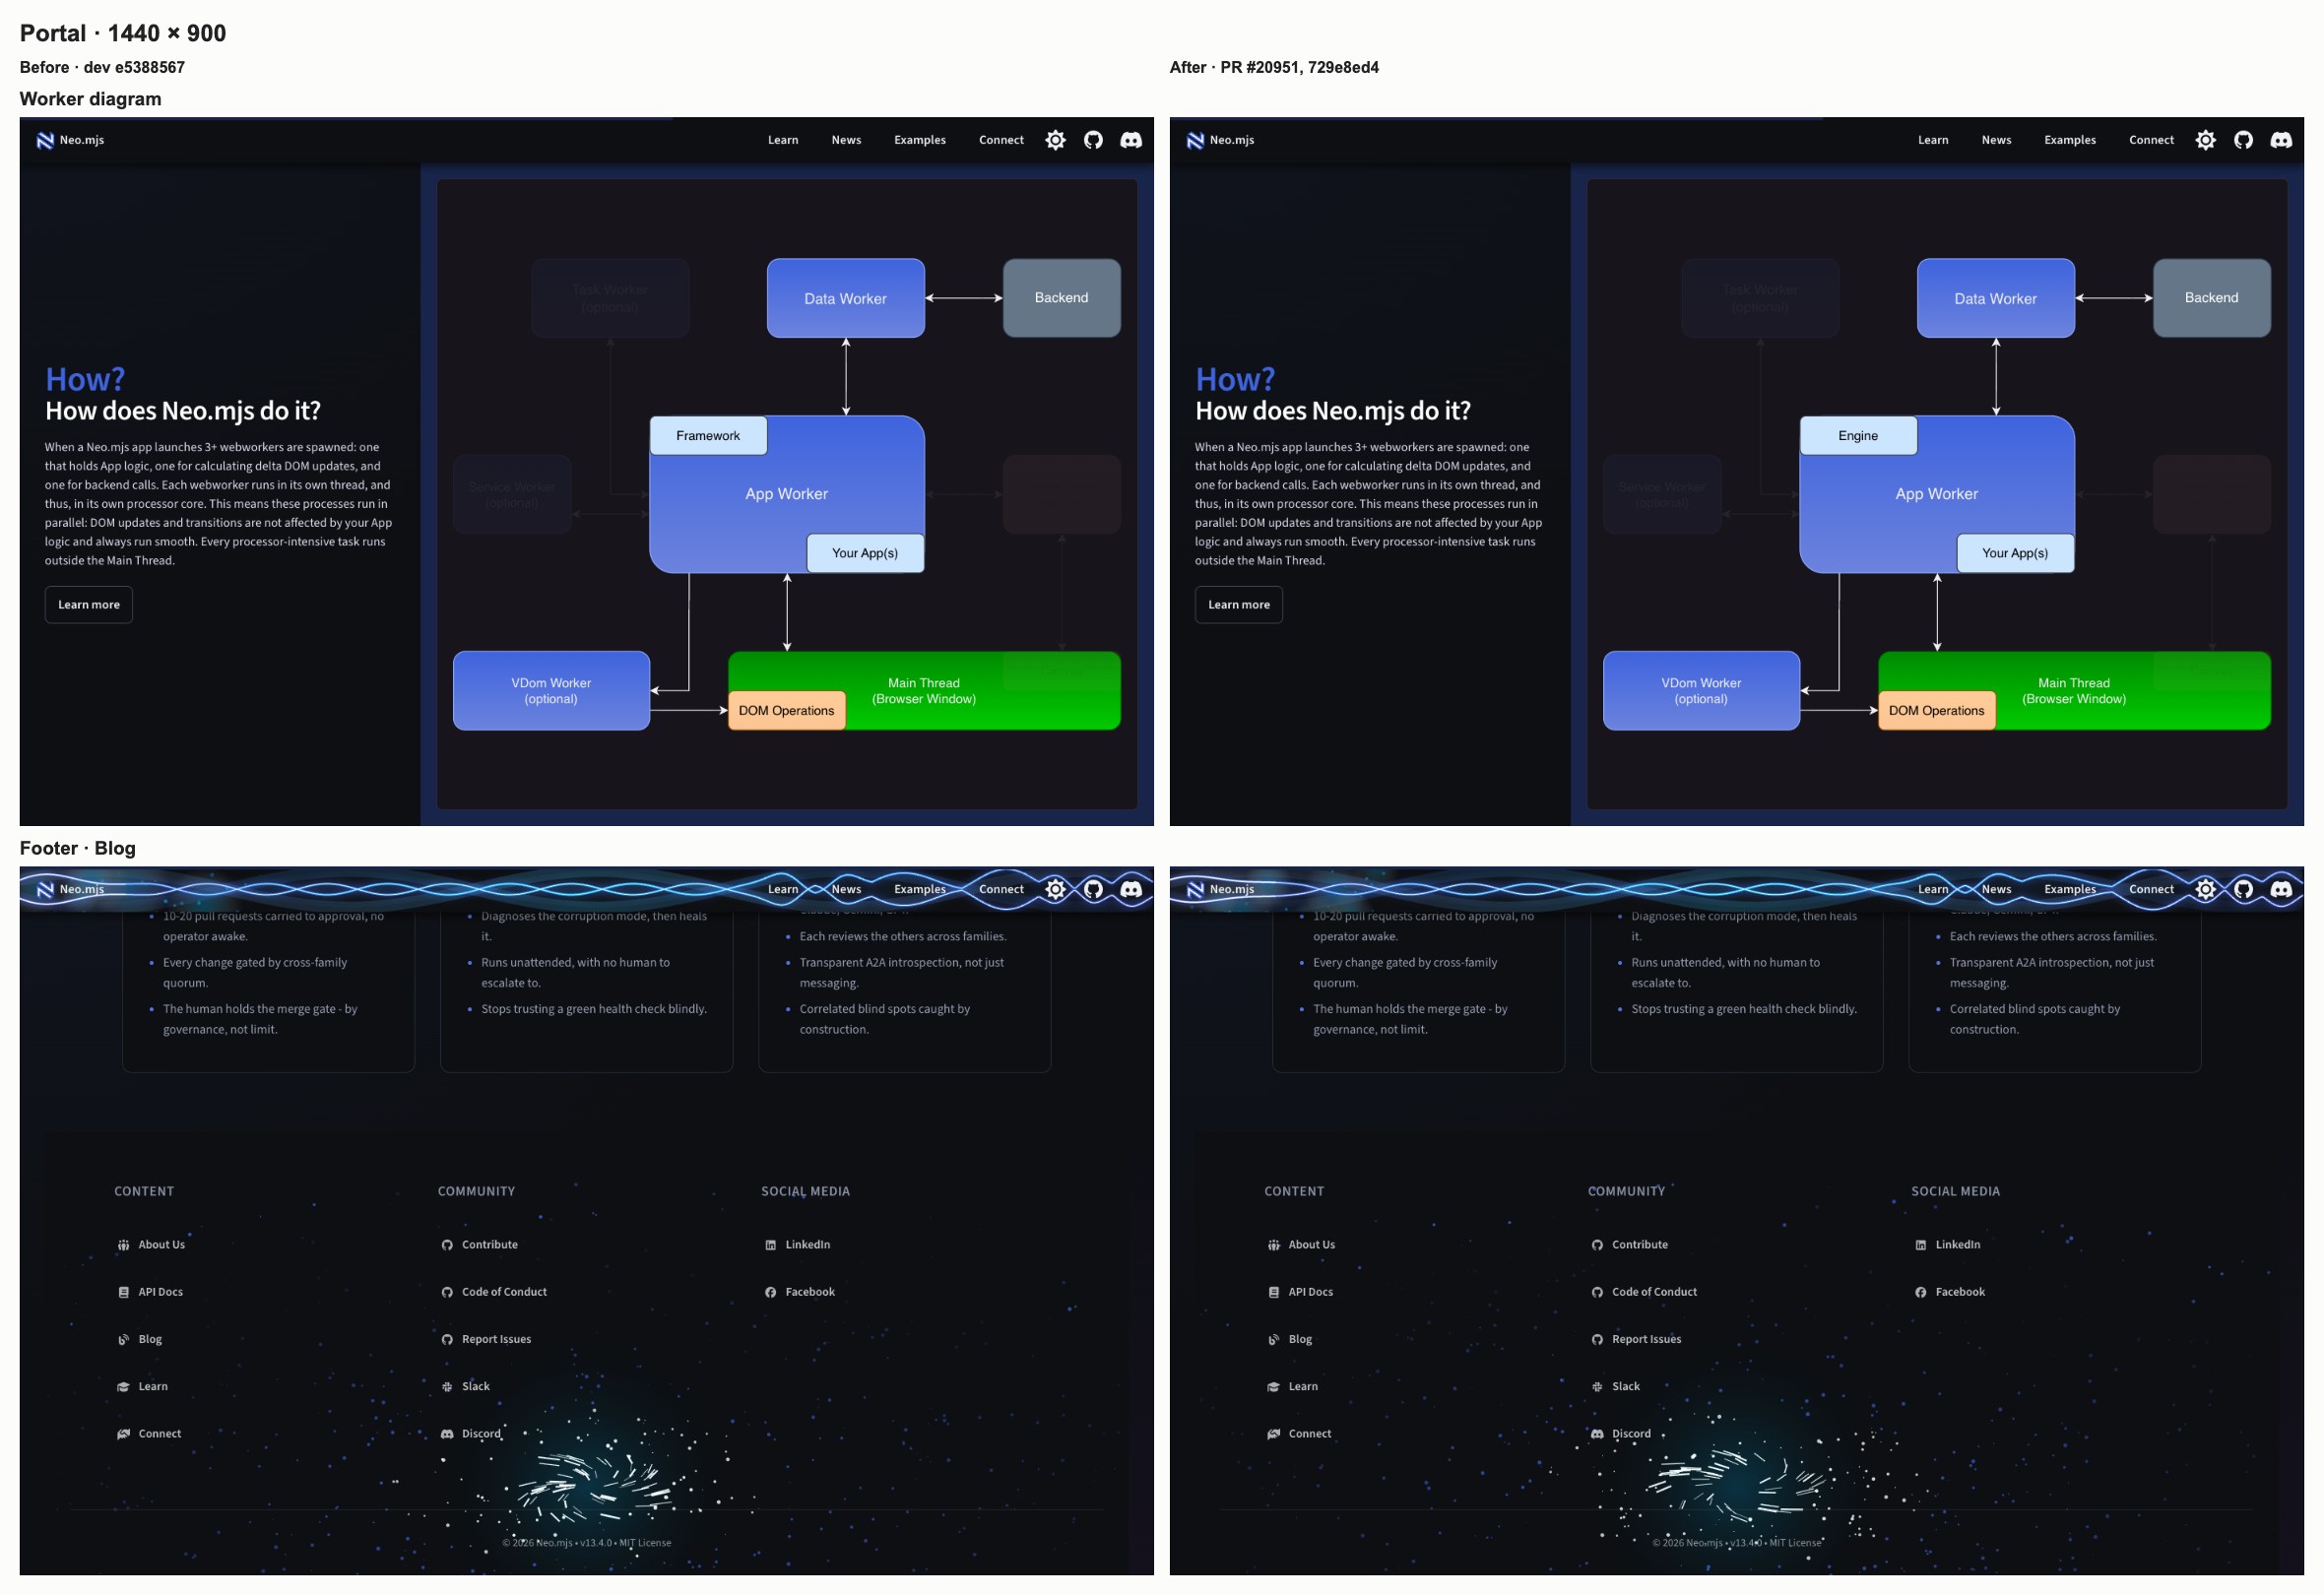 Portal · 1440 × 900
Before · dev e5388567
After · PR #20951, 729e8ed4
Worker diagram
Neo.mjs
Learn
News
Examples
Connect
Task Worker
(optional)
Data Worker
Backend
How?
How does Neo.mjs do it?
When a Neo.mjs app launches 3+ webworkers are spawned: one
that holds App logic, one for calculating delta DOM updates, and
one for backend calls. Each webworker runs in its own thread, and
thus, in its own processor core. This means these processes run in
parallel: DOM updates and transitions are not affected by your App
logic and always run smooth. Every processor-intensive task runs
outside the Main Thread.
Learn more
Framework
App Worker
Your App(s)
Service Worker
(optional)
VDom Worker
(optional)
Main Thread
(Browser Window)
DOM Operations
Neo.mjs
Learn
News
Examples
Connect
Task Worker
(optional)
Data Worker
Backend
How?
How does Neo.mjs do it?
When a Neo.mjs app launches 3+ webworkers are spawned: one
that holds App logic, one for calculating delta DOM updates, and
one for backend calls. Each webworker runs in its own thread, and
thus, in its own processor core. This means these processes run in
parallel: DOM updates and transitions are not affected by your App
logic and always run smooth. Every processor-intensive task runs
outside the Main Thread.
Learn more
Engine
App Worker
Your App(s)
Service Worker
(optional)
VDom Worker
(optional)
Main Thread
(Browser Window)
DOM Operations
Footer · Blog
Neo.mjs
Learn
News
Examples
Connect
10-20 pull requests carried to approval, no
operator awake.
Every change gated by cross-family
quorum.
The human holds the merge gate - by
governance, not limit.
Diagnoses the corruption mode, then heals
it.
Runs unattended, with no human to
escalate to.
Stops trusting a green health check blindly.
Each reviews the others across families.
Transparent A2A introspection, not just
messaging.
Correlated blind spots caught by
construction.
CONTENT
About Us
API Docs
Blog
Learn
Connect
COMMUNITY
Contribute
Code of Conduct
Report Issues
Slack
Discord
SOCIAL MEDIA
LinkedIn
Facebook
© 2026 Neo.mjs • v13.4.0 • MIT License
Neo.mjs
Learn
News
Examples
Connect
10-20 pull requests carried to approval, no
operator awake.
Every change gated by cross-family
quorum.
The human holds the merge gate - by
governance, not limit.
Diagnoses the corruption mode, then heals
it.
Runs unattended, with no human to
escalate to.
Stops trusting a green health check blindly.
Each reviews the others across families.
Transparent A2A introspection, not just
messaging.
Correlated blind spots caught by
construction.
CONTENT
About Us
API Docs
Blog
Learn
Connect
COMMUNITY
Contribute
Code of Conduct
Report Issues
Slack
Discord
SOCIAL MEDIA
LinkedIn
Facebook
© 2026 Neo.mjs • v13.4.0 • MIT License